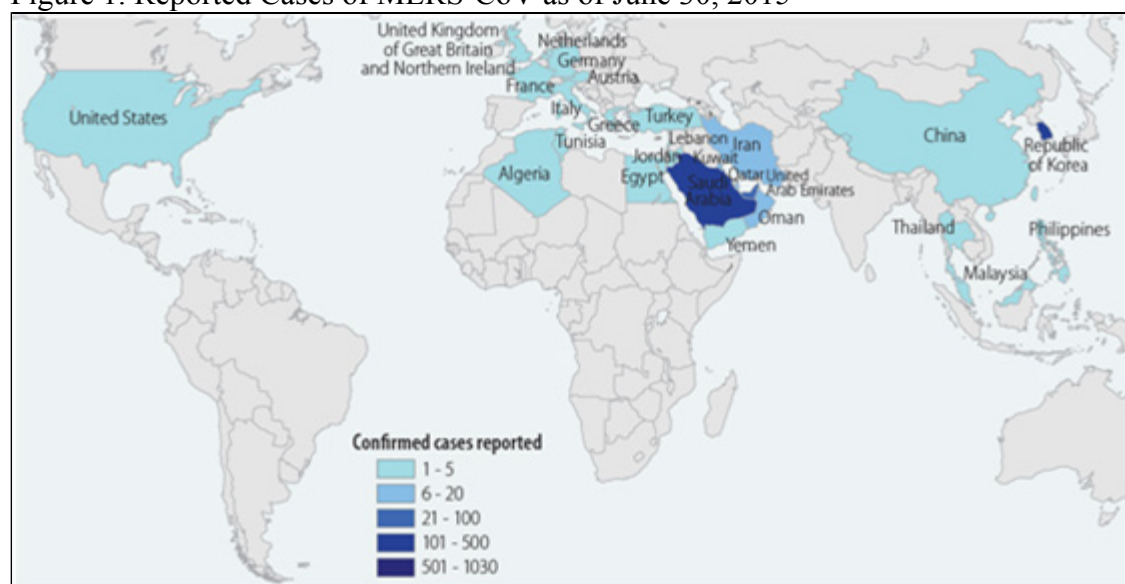 Figure 1: Reported Cases of MERS-CoV as of June 30, 2015
United Kingdom
of Great Britain
and Northern Ireland
Netherlands
Germany
Austria
France
Italy
Greece
Turkey
Tunisia
Lebanon
Iran
Jordan
Kuwait
Algeria
Egypt
Qatar
United
Arab Emirates
Saudi
Arabia
Oman
Yemen
United States
China
Republic
of Korea
Thailand
Philippines
Malaysia
Confirmed cases reported
1 - 5
6 - 20
21 - 100
101 - 500
501 - 1030